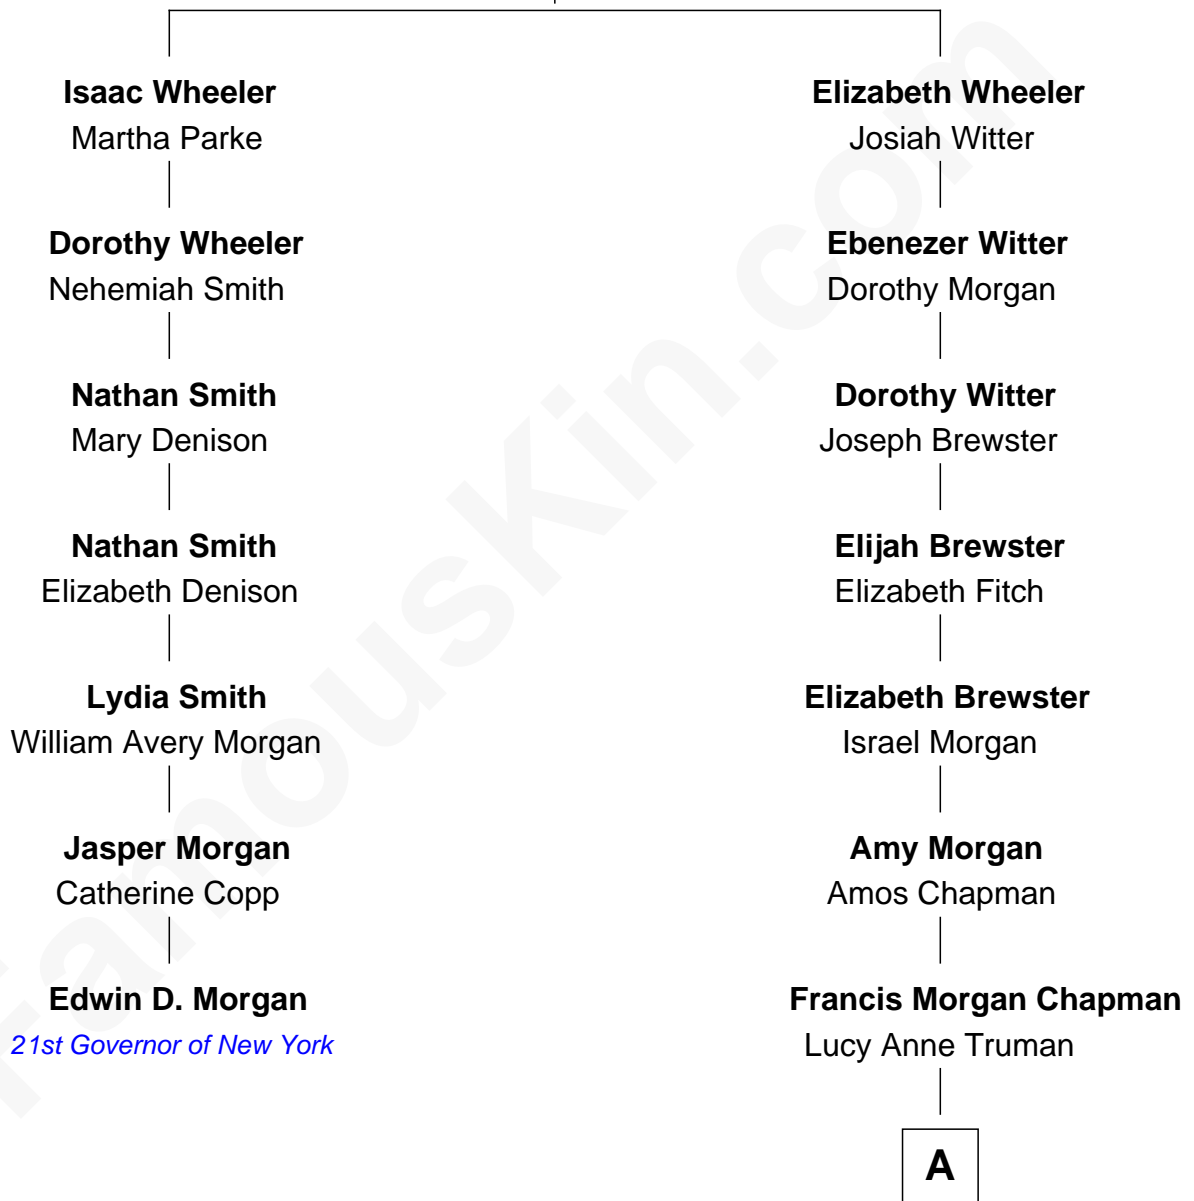 Isaac Wheeler
Martha Parke
Elizabeth Wheeler
Josiah Witter
Dorothy Wheeler
Nehemiah Smith
Ebenezer Witter
Dorothy Morgan
Nathan Smith
Mary Denison
Dorothy Witter
Joseph Brewster
Nathan Smith
Elizabeth Denison
Elijah Brewster
Elizabeth Fitch
Lydia Smith
William Avery Morgan
Elizabeth Brewster
Israel Morgan
Jasper Morgan
Catherine Copp
Amy Morgan
Amos Chapman
Edwin D. Morgan
21st Governor of New York
Francis Morgan Chapman
Lucy Anne Truman
A
FamousKin.com